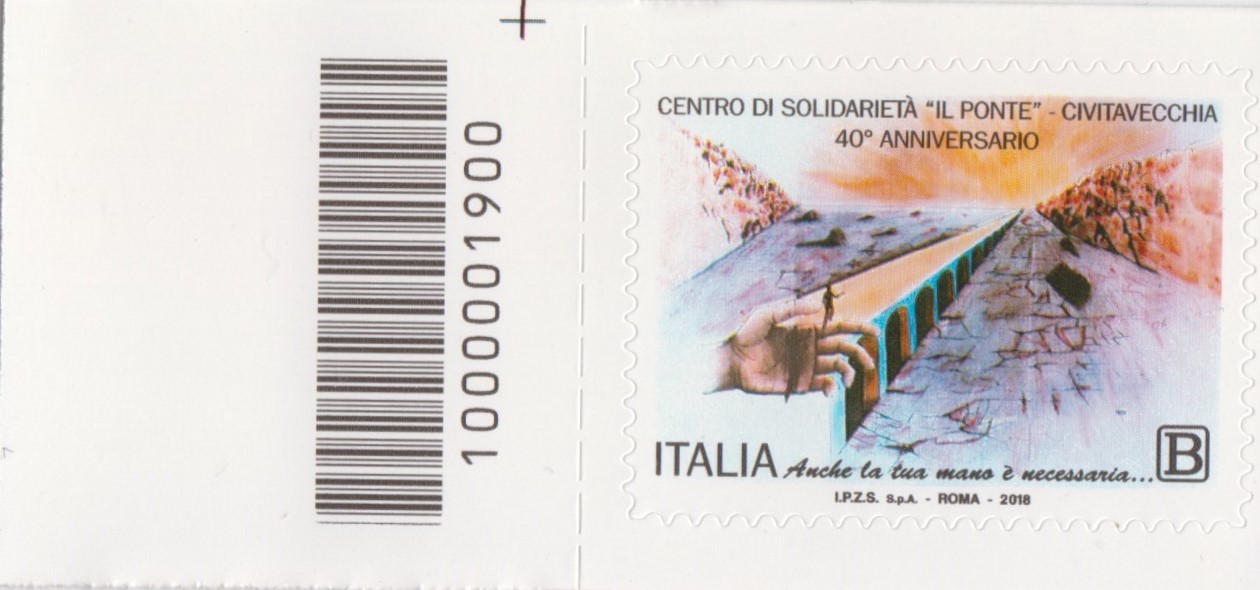 1000001900
CENTRO DI SOLIDARIETÀ “IL PONTE” - CIVITAVECCHIA
40° ANNIVERSARIO
ITALIA Anche la tua mano è necessaria... B
I.P.Z.S. S.p.A. - ROMA - 2018